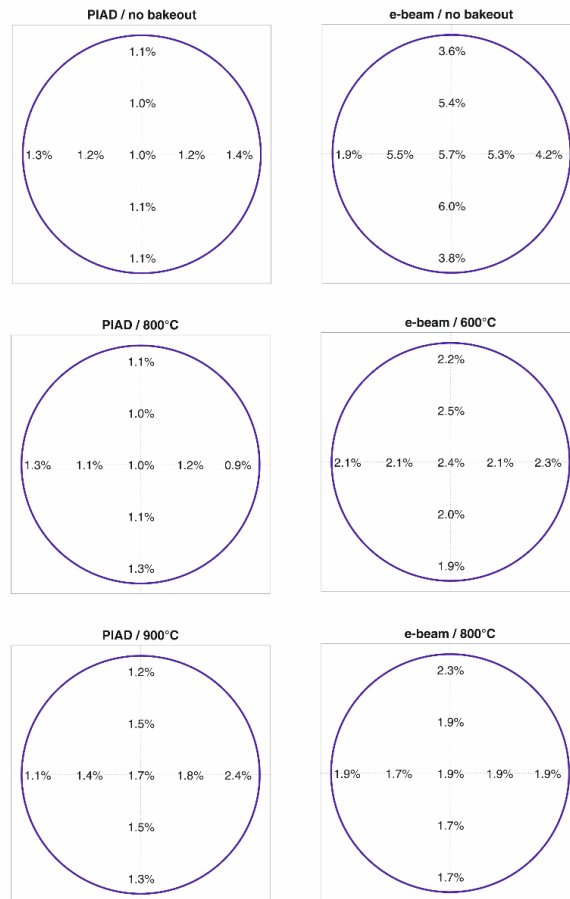 PIAD / no bakeout
1.1%
1.0%
1.3% 1.2% 1.0% 1.2% 1.4%
1.1%
1.1%
e-beam / no bakeout
3.6%
5.4%
1.9% 5.5% 5.7% 5.3% 4.2%
6.0%
3.8%
PIAD / 800°C
1.1%
1.0%
1.3% 1.1% 1.0% 1.2% 0.9%
1.1%
1.3%
e-beam / 600°C
2.2%
2.5%
2.1% 2.1% 2.4% 2.1% 2.3%
2.0%
1.9%
PIAD / 900°C
1.2%
1.5%
1.1% 1.4% 1.7% 1.8% 2.4%
1.5%
1.3%
e-beam / 800°C
2.3%
1.9%
1.9% 1.7% 1.9% 1.9% 1.9%
1.7%
1.7%